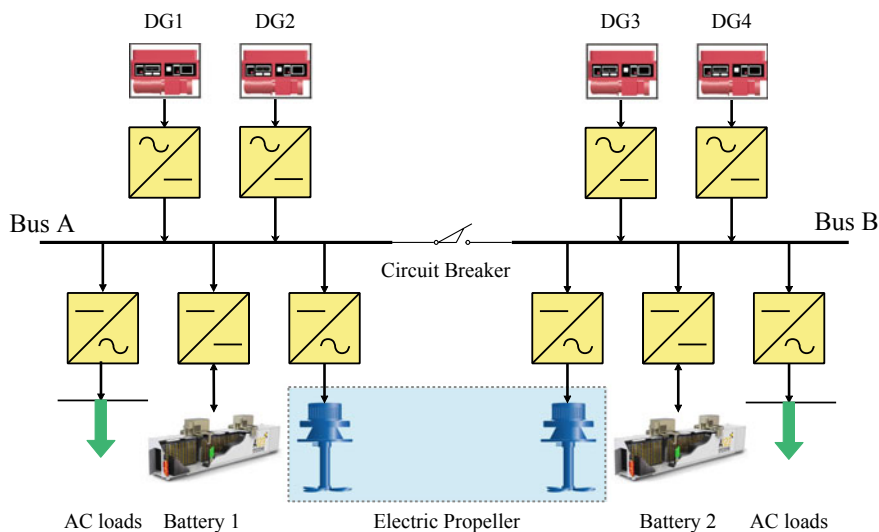 DG1
DG2
DG3
DG4
Bus A
Bus B
Circuit Breaker
AC loads
Battery 1
Electric Propeller
Battery 2
AC loads